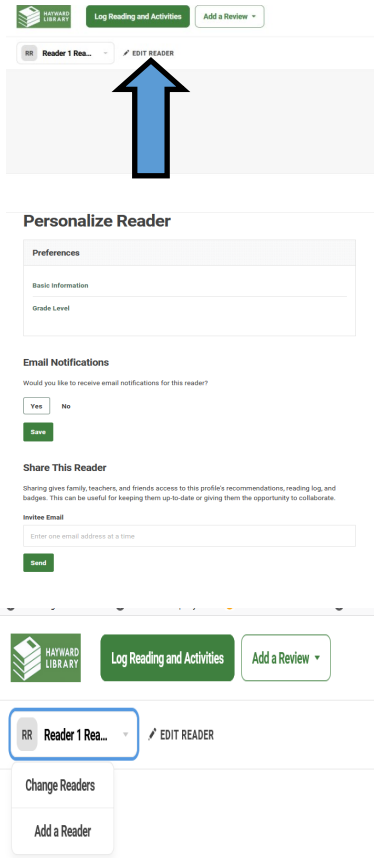 HAYWARD
LIBRARY
Log Reading and Activities
Add a Review
RR Reader 1 Rea...
EDIT READER
Personalize Reader
Preferences
Basic Information
Grade Level
Email Notifications
Would you like to receive email notifications for this reader?
Yes No
Save
Share This Reader
Sharing gives family, teachers, and friends access to this profile's recommendations, reading log, and
badges. This can be useful for keeping them up-to-date or giving them the opportunity to collaborate.
Invitee Email
Enter one email address at a time
Send
HAYWARD
LIBRARY
Log Reading and Activities
Add a Review
RR Reader 1 Rea...
EDIT READER
Change Readers
Add a Reader